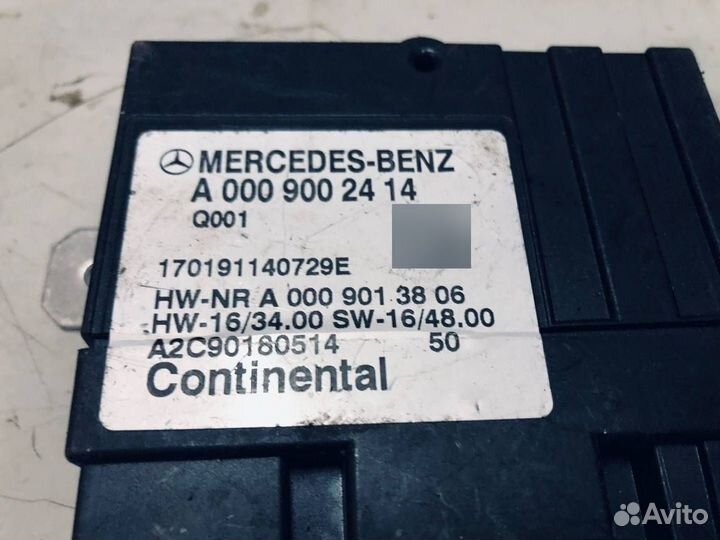 MERCEDES-BENZ
A 000 900 24 14
Q001
170191140729E
HW-NR A 000 901 38 06
HW-16/34.00 SW-16/48.00
A2C90180514 50
Continental
Avito